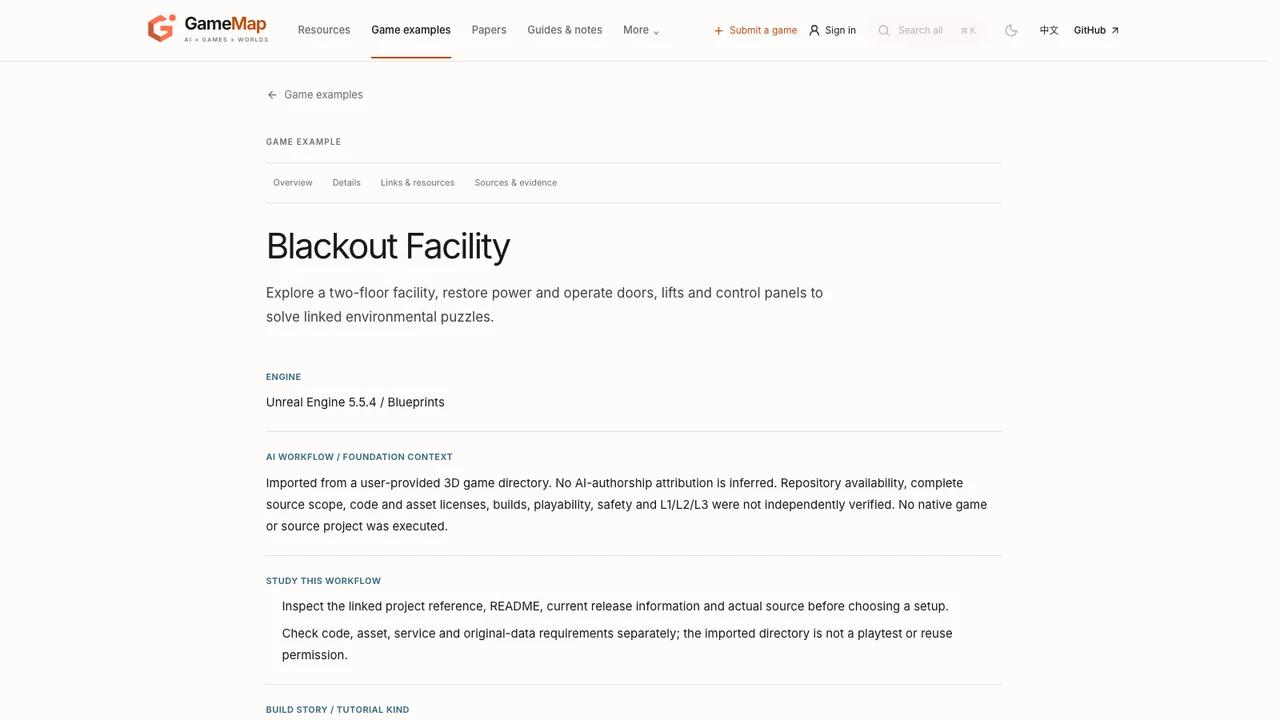 GameMap
AI × GAMES × WORLDS
Resources
Game examples
Papers
Guides & notes
More
+ Submit a game
Sign in
Search all
⌘ K
中文
GitHub ↗
← Game examples
GAME EXAMPLE
Overview
Details
Links & resources
Sources & evidence
Blackout Facility
Explore a two-floor facility, restore power and operate doors, lifts and control panels to
solve linked environmental puzzles.
ENGINE
Unreal Engine 5.5.4 / Blueprints
AI WORKFLOW / FOUNDATION CONTEXT
Imported from a user-provided 3D game directory. No AI-authorship attribution is inferred. Repository availability, complete
source scope, code and asset licenses, builds, playability, safety and L1/L2/L3 were not independently verified. No native game
or source project was executed.
STUDY THIS WORKFLOW
Inspect the linked project reference, README, current release information and actual source before choosing a setup.
Check code, asset, service and original-data requirements separately; the imported directory is not a playtest or reuse
permission.
BUILD STORY / TUTORIAL KIND